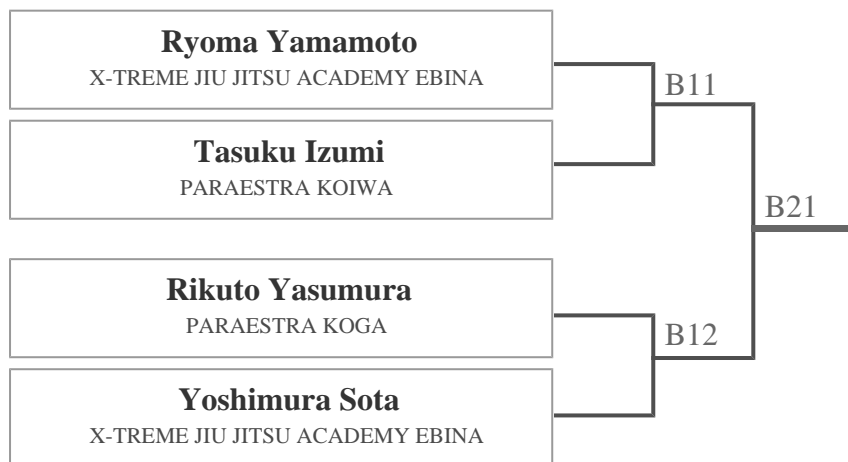 Ryoma Yamamoto
X-TREME JIU JITSU ACADEMY EBINA
B11
Tasuku Izumi
PARAESTRA KOIWA
B21
Rikuto Yasumura
PARAESTRA KOGA
B12
Yoshimura Sota
X-TREME JIU JITSU ACADEMY EBINA